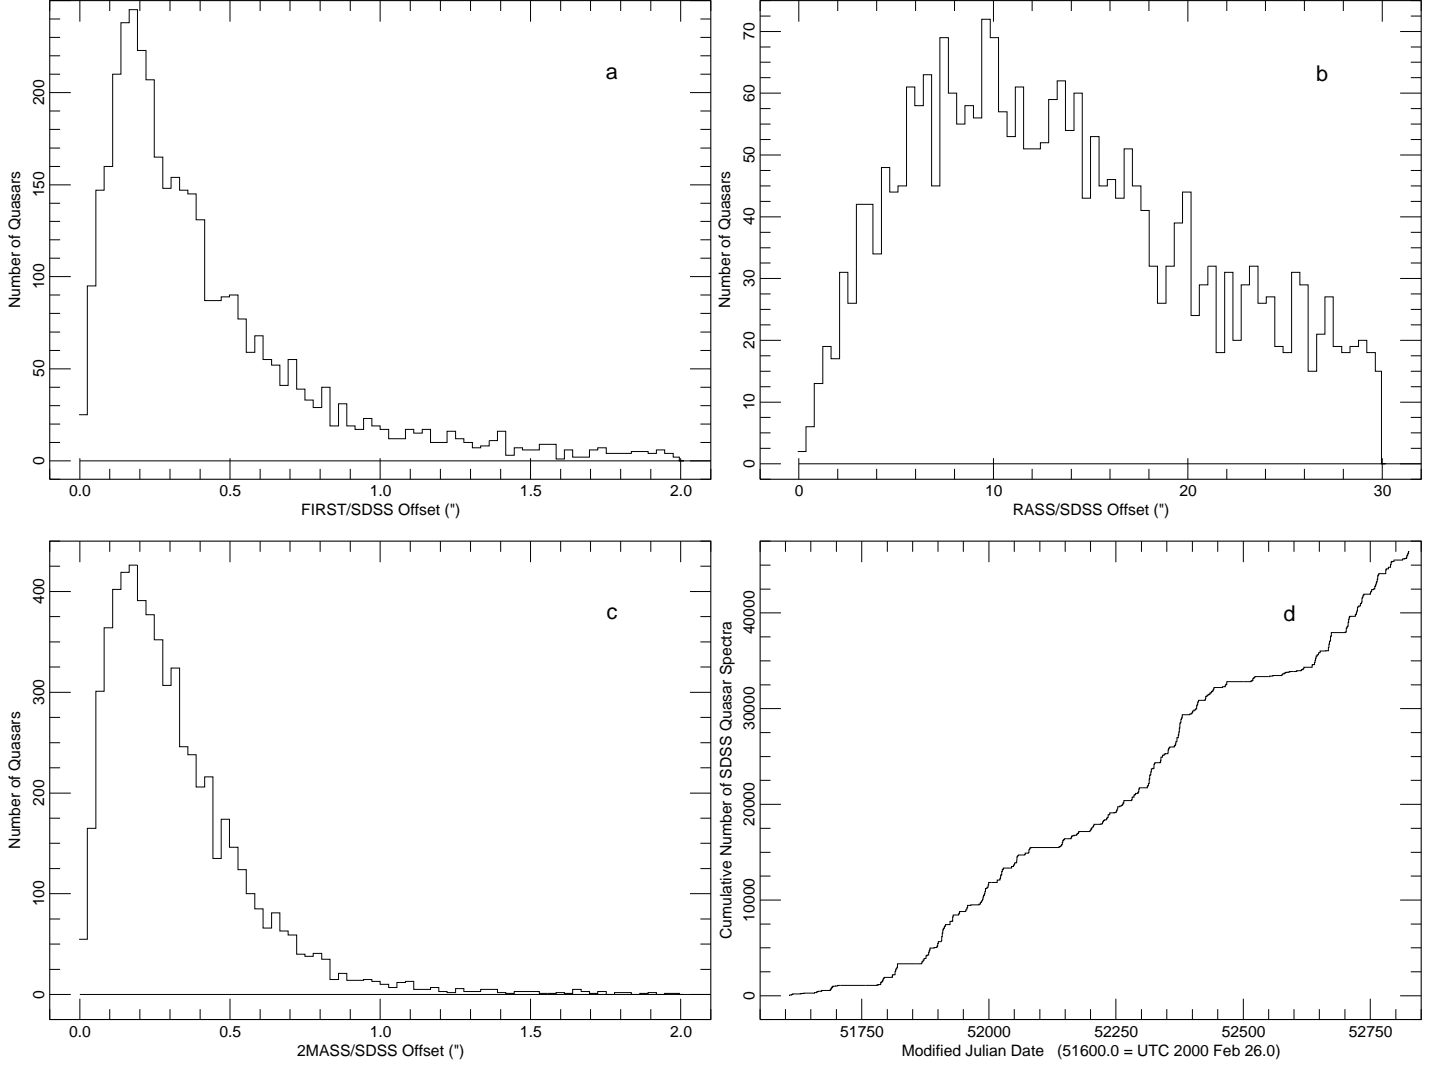 a
Number of Quasars
200
150
100
50
0
0.0 0.5 1.0 1.5 2.0
FIRST/SDSS Offset (")
b
Number of Quasars
70
60
50
40
30
20
10
0
0 10 20 30
RASS/SDSS Offset (")
c
Number of Quasars
400
300
200
100
0
0.0 0.5 1.0 1.5 2.0
2MASS/SDSS Offset (")
d
Cumulative Number of SDSS Quasar Spectra
40000
30000
20000
10000
0
51750 52000 52250 52500 52750
Modified Julian Date (51600.0 = UTC 2000 Feb 26.0)